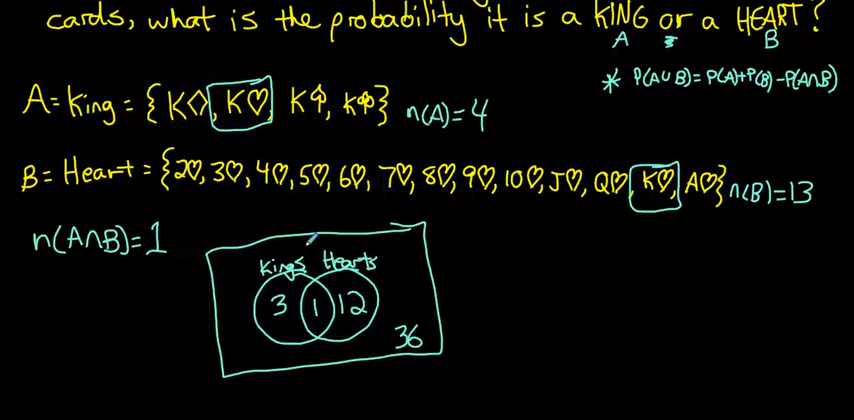 cards, what is the probability it is a KING or a HEART?
A B
* P(A∪B)=P(A)+P(B)-P(A∩B)
A=King={K♢, K♡, K♤, K♧} n(A)=4
B=Heart={2♡,3♡,4♡,5♡,6♡,7♡,8♡,9♡,10♡,J♡,Q♡,K♡,A♡} n(B)=13
n(A∩B)=1
Kings Hearts
3 1 12
36